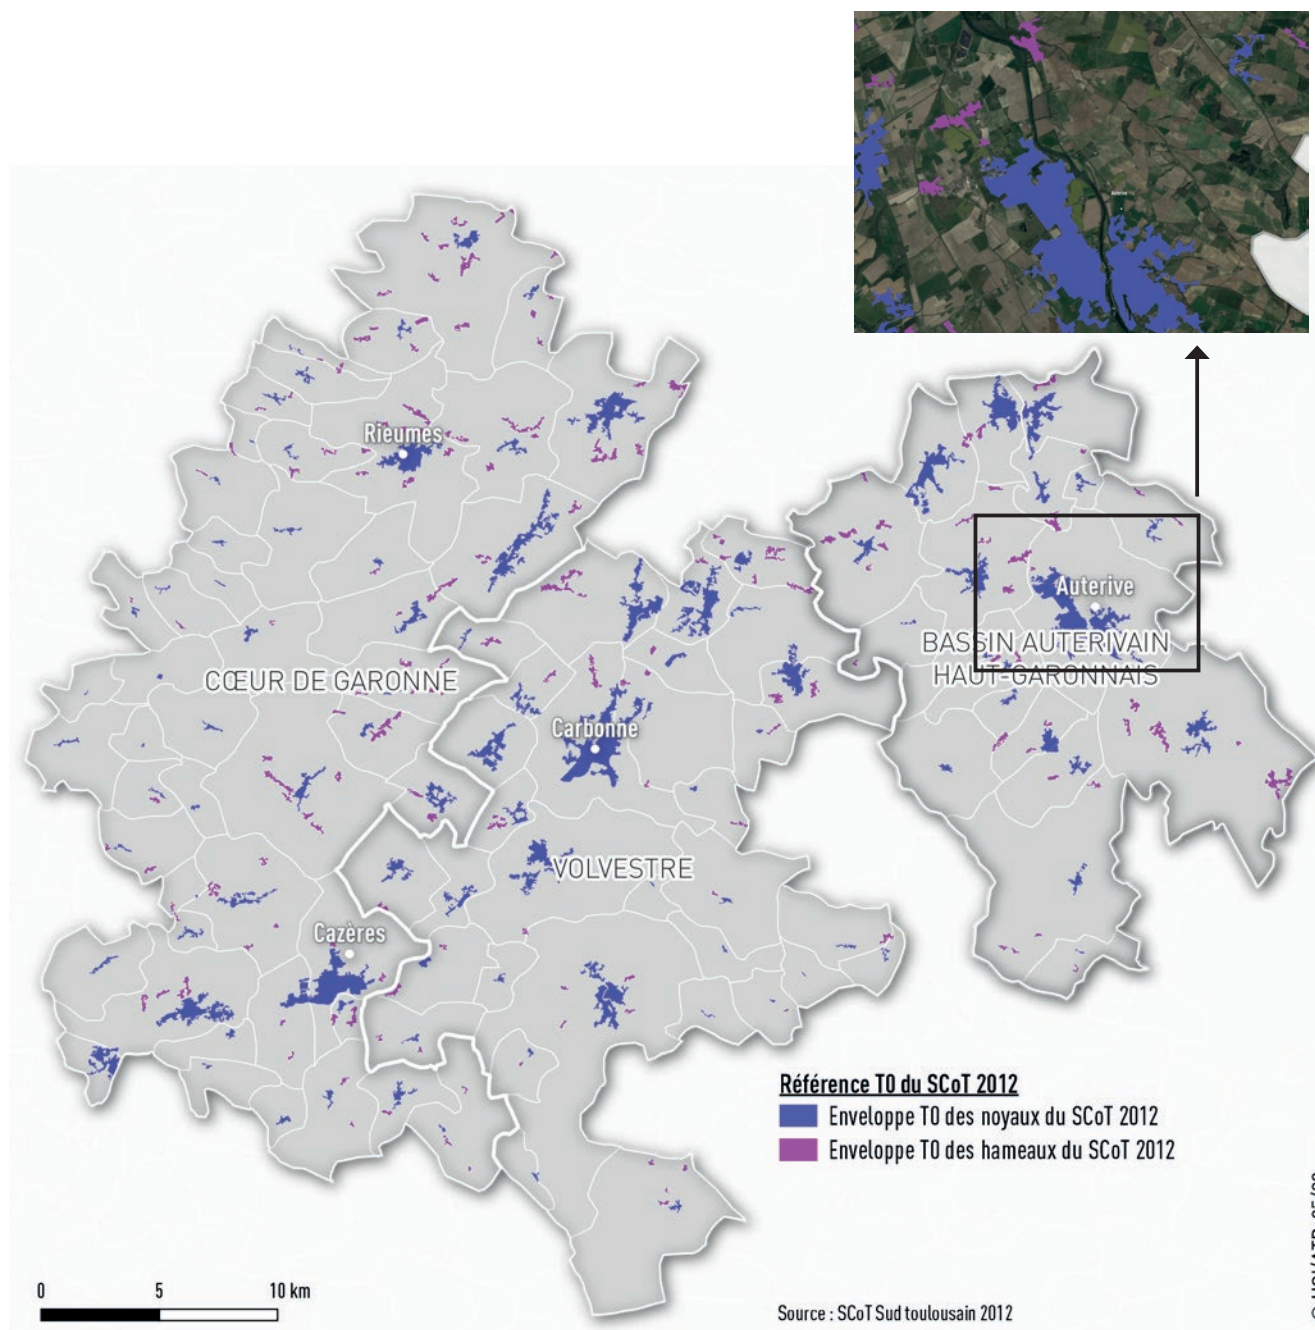 Auterive
Rieumes
Auterive
BASSIN AUTERIVAIN
HAUT-GARONNAIS
CŒUR DE GARONNE
Carbonne
VOLVESTRE
Cazères
Référence T0 du SCoT 2012
Enveloppe T0 des noyaux du SCoT 2012
Enveloppe T0 des hameaux du SCoT 2012
0 5 10 km
Source : SCoT Sud toulousain 2012